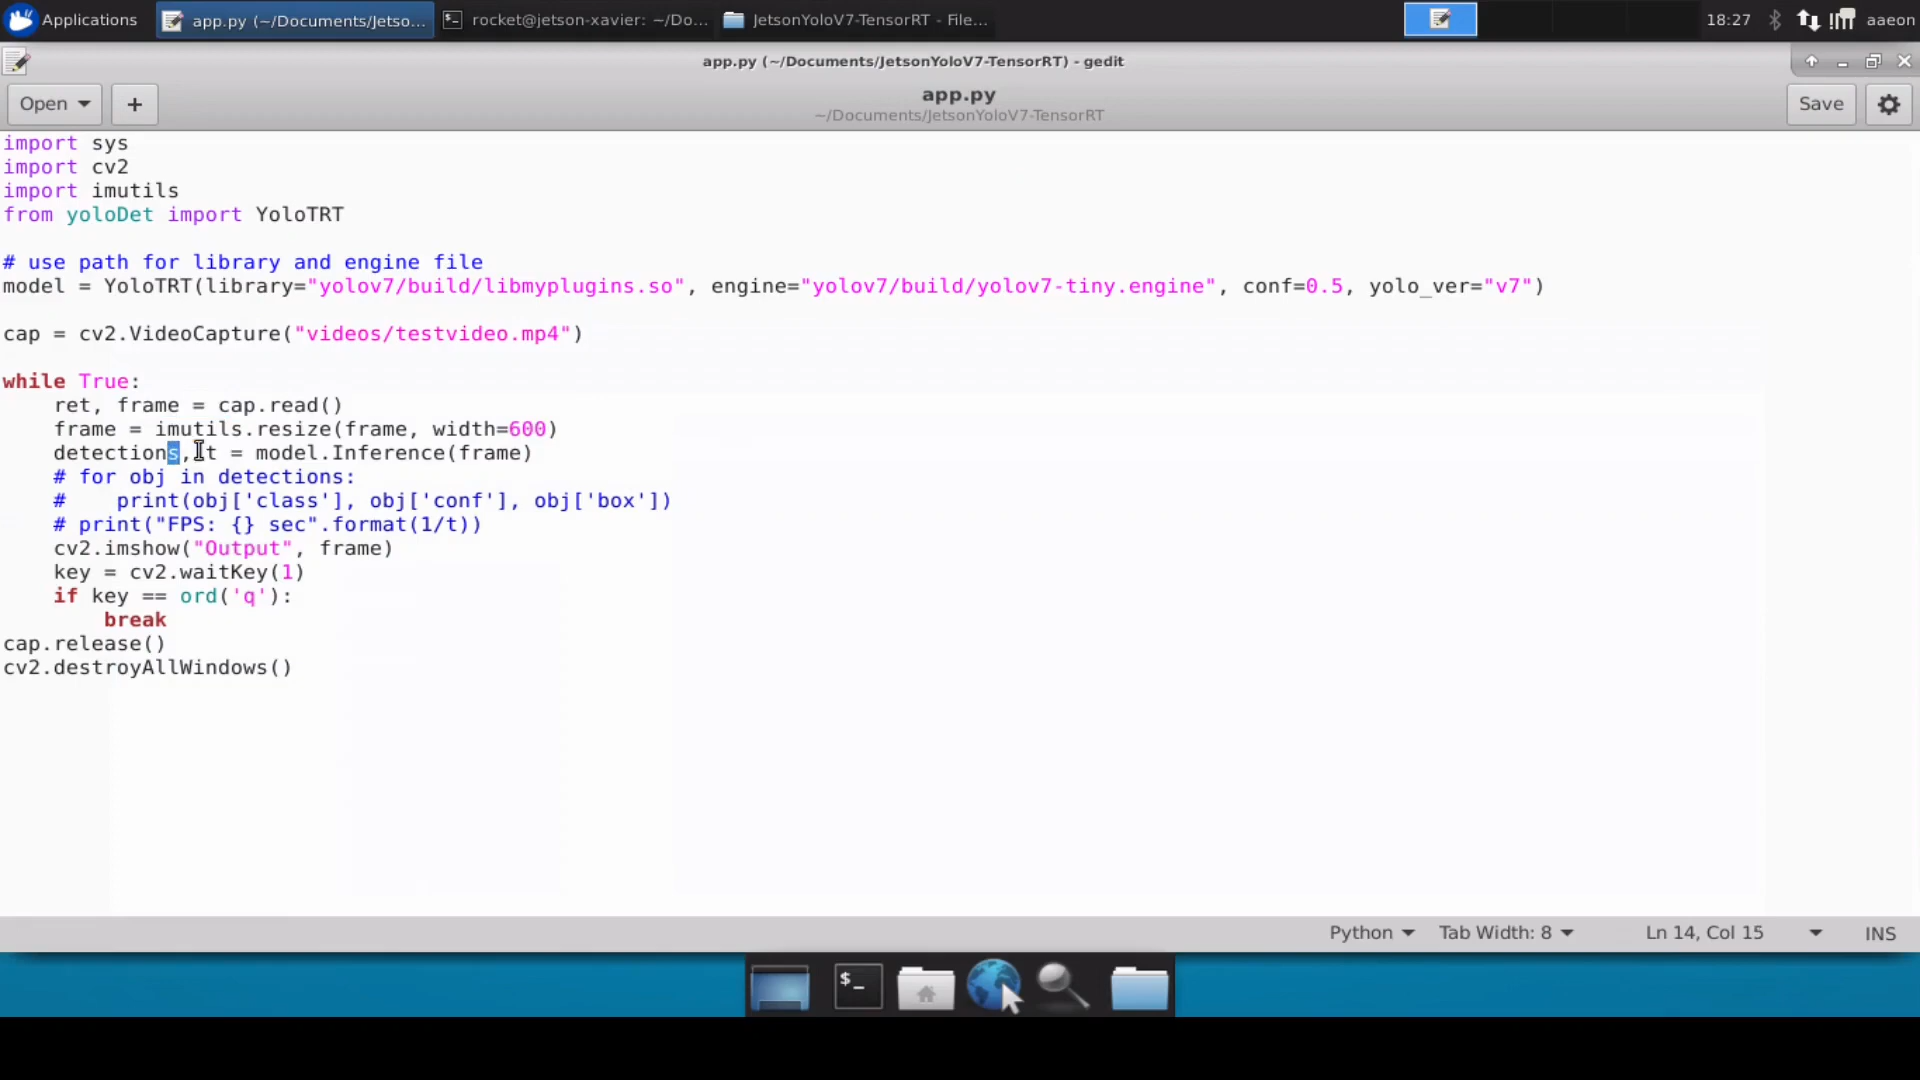 Applications
app.py (~/Documents/Jetso...
rocket@jetson-xavier: ~/Do...
JetsonYoloV7-TensorRT - File...
18:27
aaeon
app.py (~/Documents/JetsonYoloV7-TensorRT) - gedit
Open
+
app.py
~/Documents/JetsonYoloV7-TensorRT
Save
import sys
import cv2
import imutils
from yoloDet import YoloTRT
# use path for library and engine file
model = YoloTRT(library="yolov7/build/libmyplugins.so", engine="yolov7/build/yolov7-tiny.engine", conf=0.5, yolo_ver="v7")
cap = cv2.VideoCapture("videos/testvideo.mp4")
while True:
    ret, frame = cap.read()
    frame = imutils.resize(frame, width=600)
    detections, t = model.Inference(frame)
    # for obj in detections:
    #    print(obj['class'], obj['conf'], obj['box'])
    # print("FPS: {} sec".format(1/t))
    cv2.imshow("Output", frame)
    key = cv2.waitKey(1)
    if key == ord('q'):
        break
cap.release()
cv2.destroyAllWindows()
Python
Tab Width: 8
Ln 14, Col 15
INS
$_